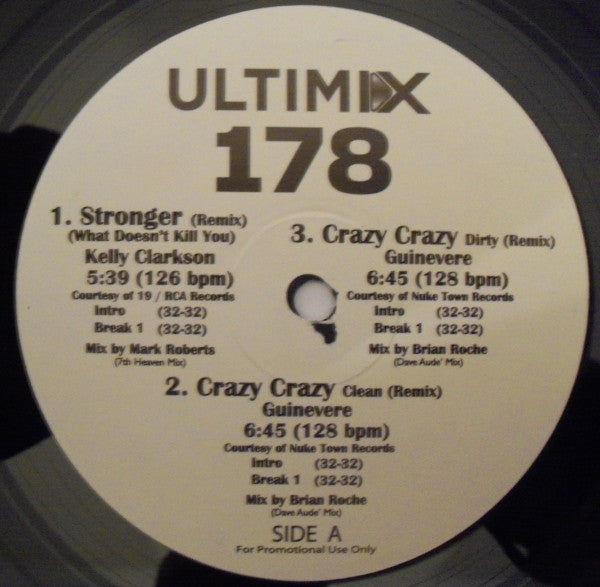 ULTIMIX
178
1. Stronger (Remix)
(What Doesn't Kill You)
Kelly Clarkson
5:39 (126 bpm)
Courtesy of 19 / RCA Records
Intro (32-32)
Break 1 (32-32)
Mix by Mark Roberts
(7th Heaven Mix)
3. Crazy Crazy Dirty (Remix)
Guinevere
6:45 (128 bpm)
Courtesy of Nuke Town Records
Intro (32-32)
Break 1 (32-32)
Mix by Brian Roche
(Dave Aude' Mix)
2. Crazy Crazy Clean (Remix)
Guinevere
6:45 (128 bpm)
Courtesy of Nuke Town Records
Intro (32-32)
Break 1 (32-32)
Mix by Brian Roche
(Dave Aude' Mix)
SIDE A
For Promotional Use Only